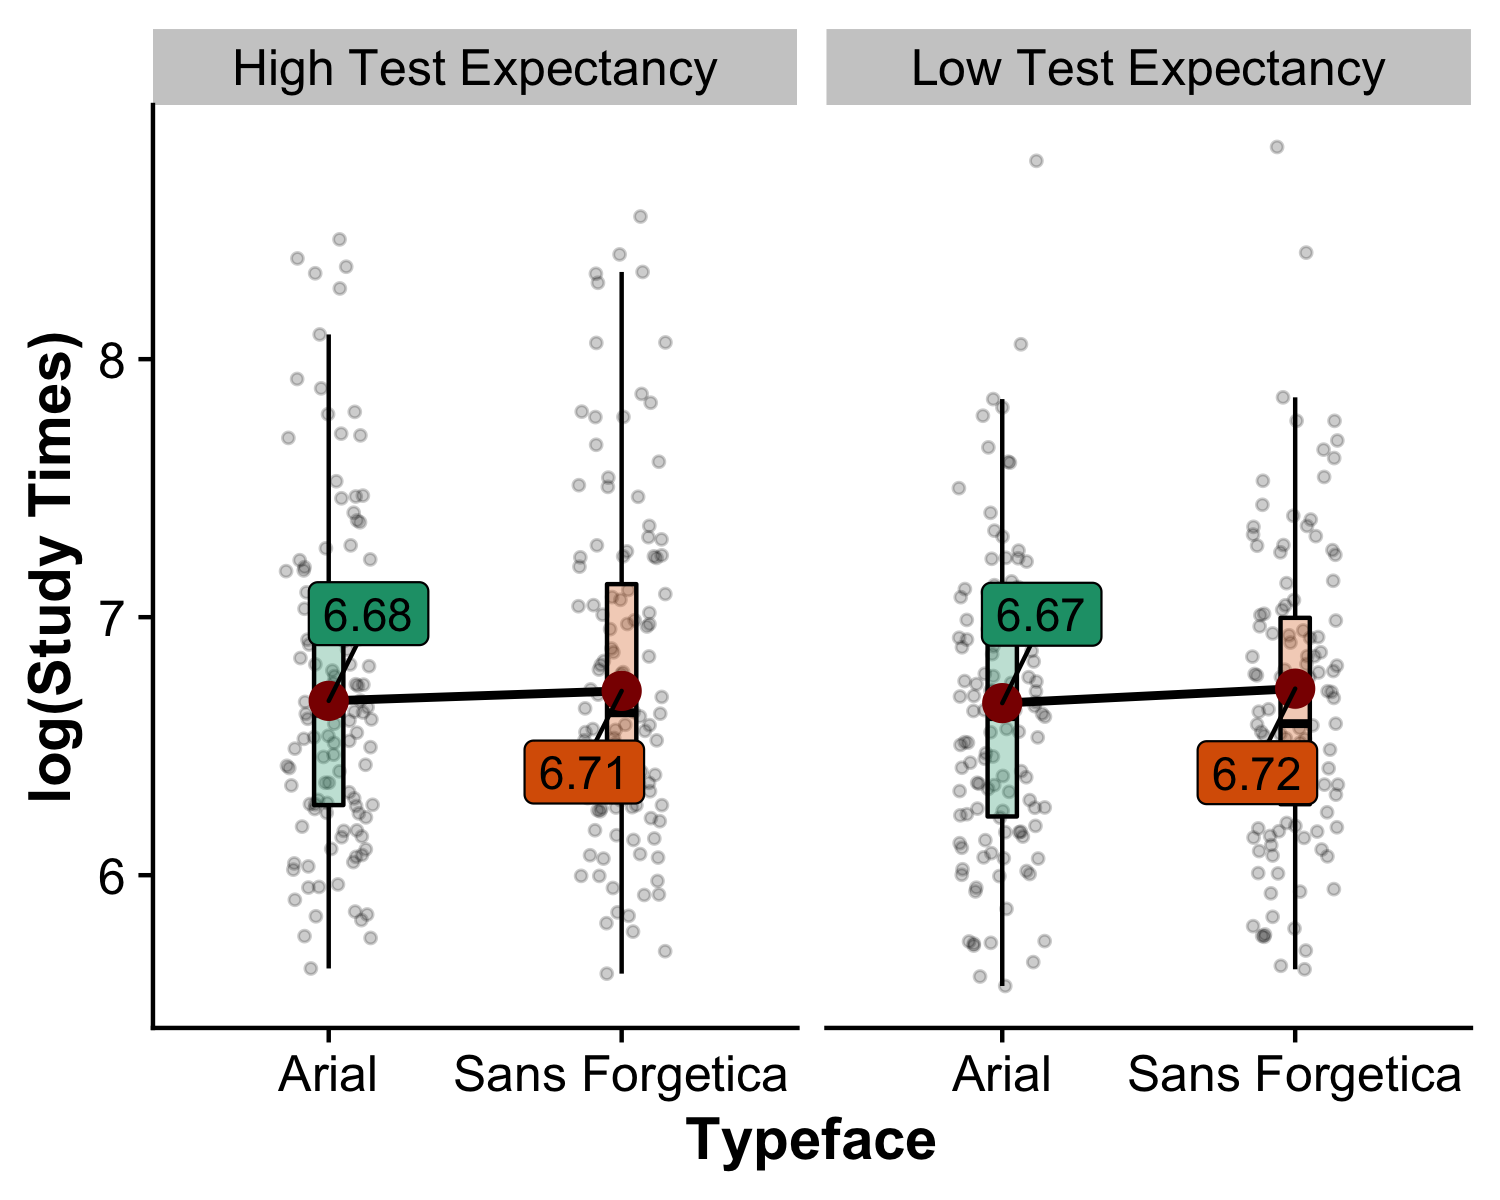 High Test Expectancy
Low Test Expectancy
log(Study Times)
8
7
6
6.68
6.71
6.67
6.72
Arial
Sans Forgetica
Arial
Sans Forgetica
Typeface